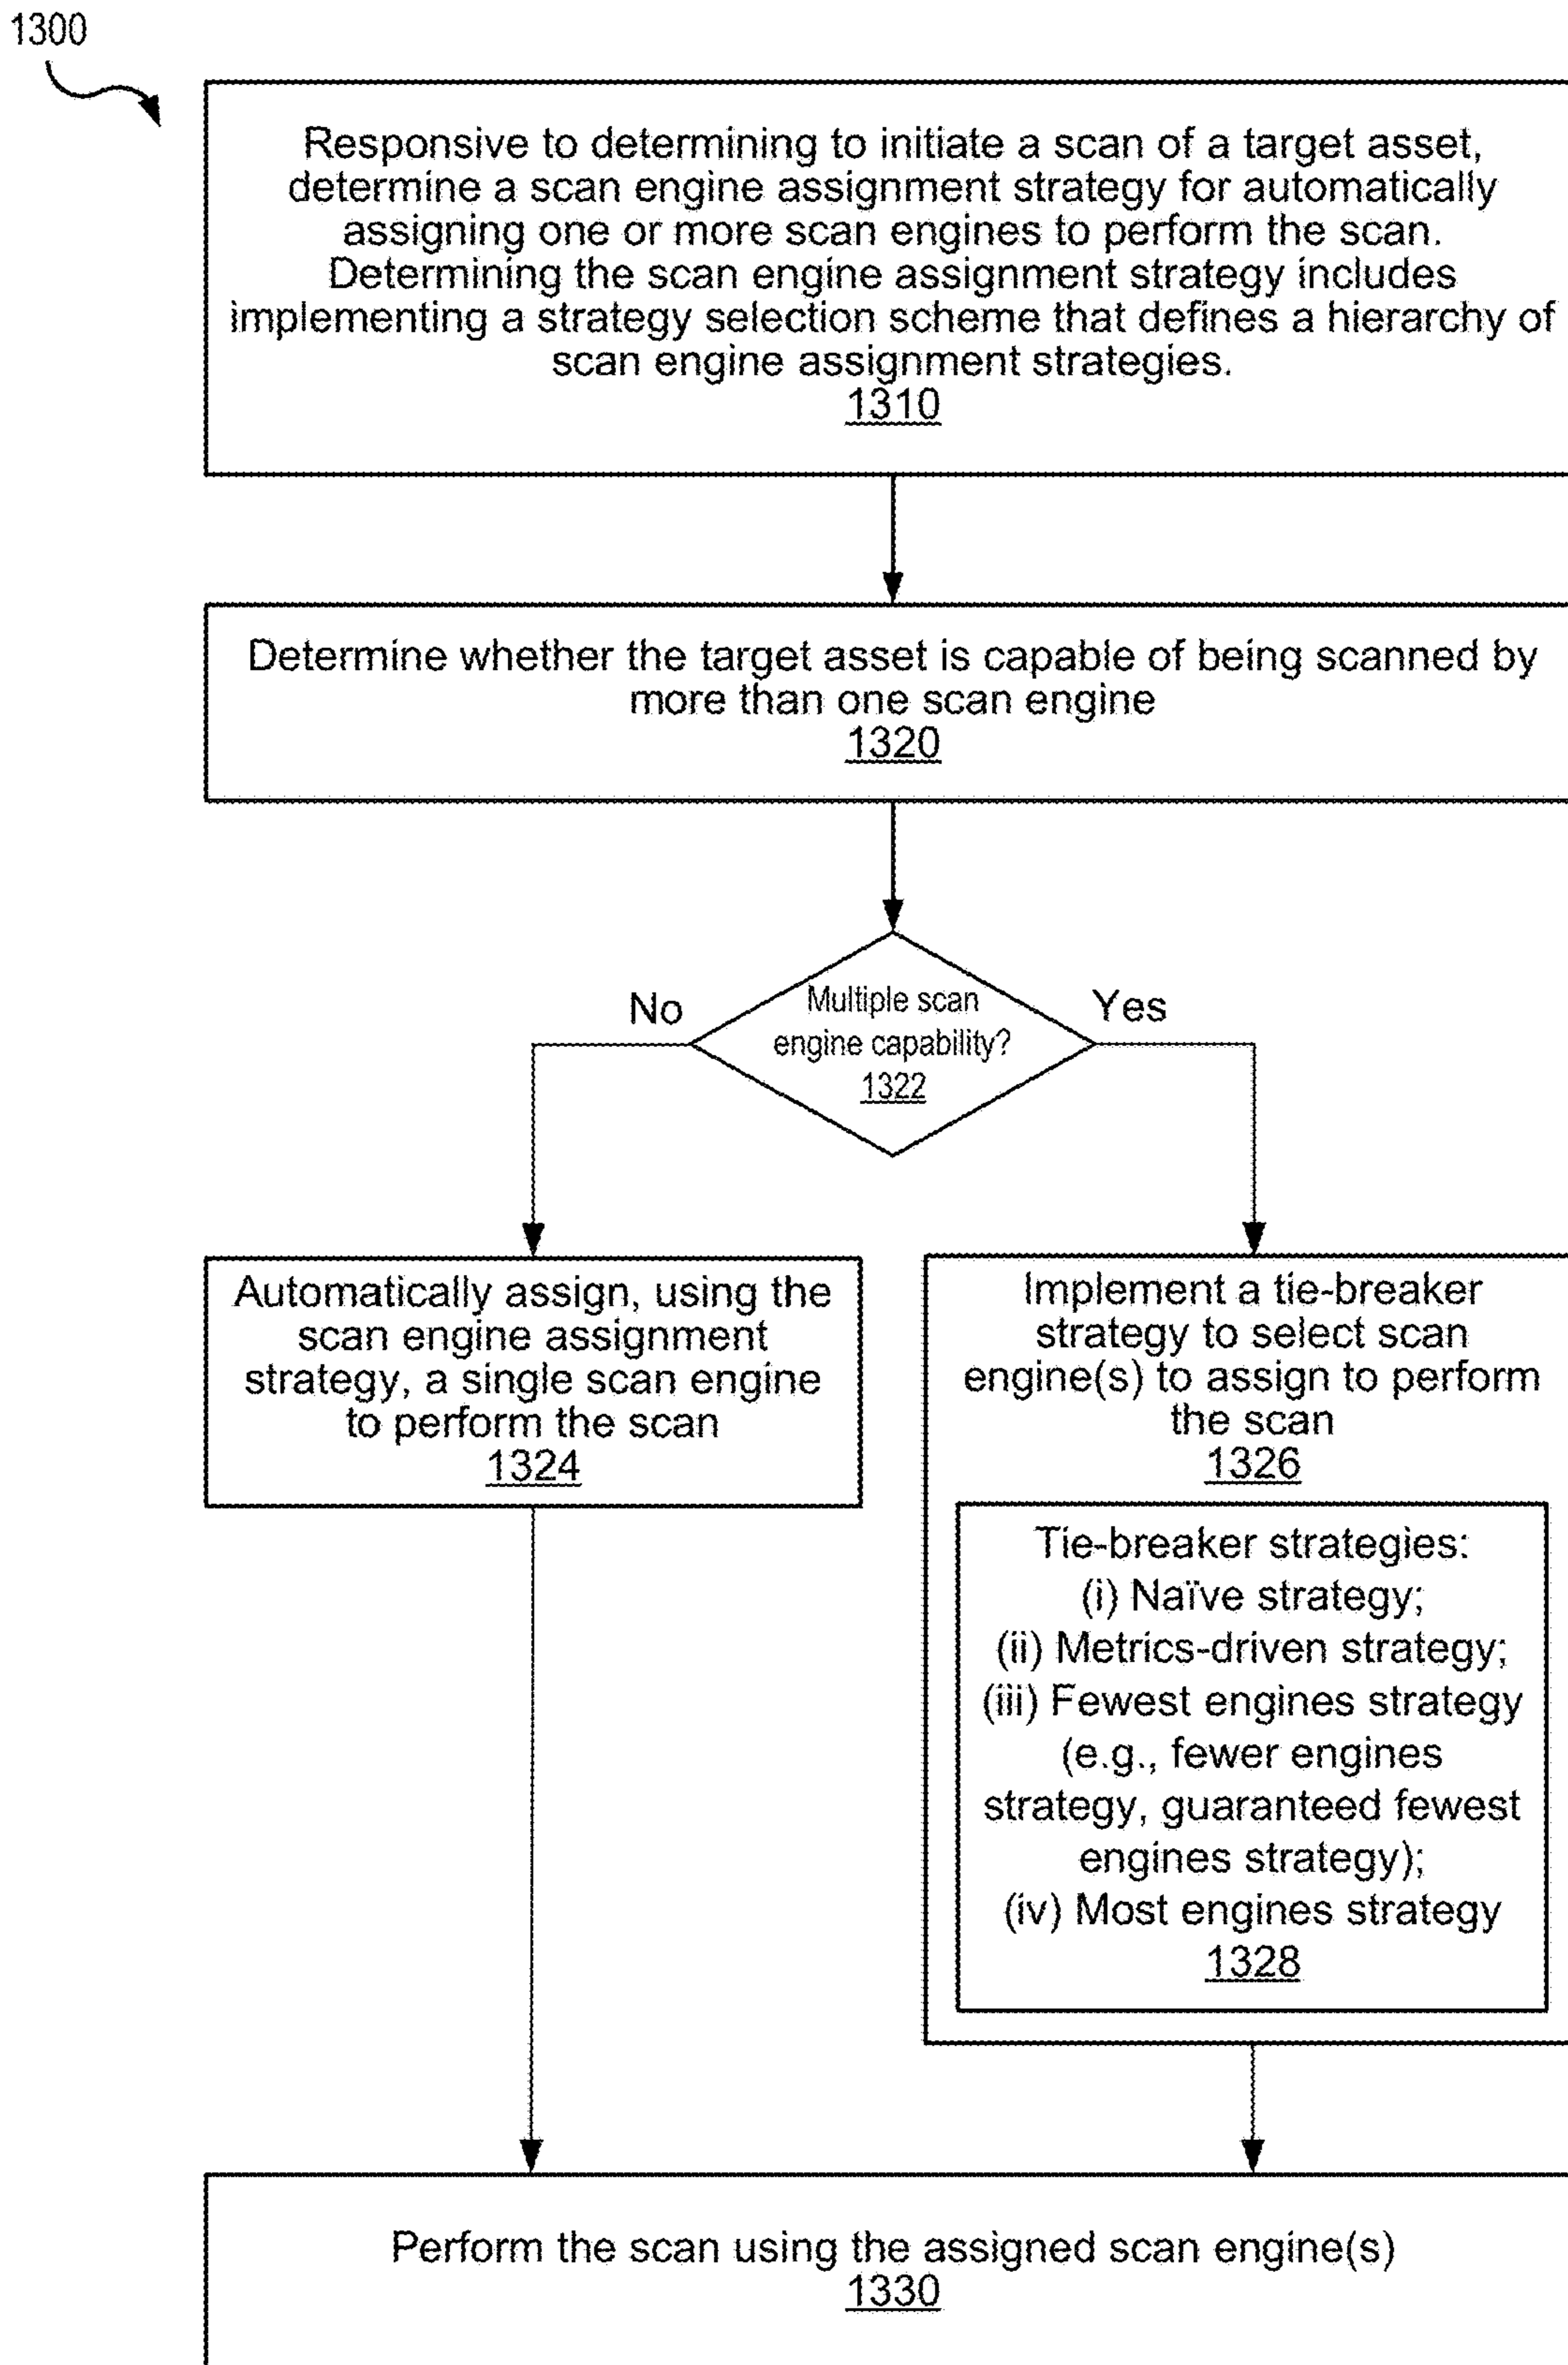 1300
Responsive to determining to initiate a scan of a target asset,
determine a scan engine assignment strategy for automatically
assigning one or more scan engines to perform the scan.
Determining the scan engine assignment strategy includes
implementing a strategy selection scheme that defines a hierarchy of
scan engine assignment strategies.
1310
Determine whether the target asset is capable of being scanned by
more than one scan engine
1320
Multiple scan
engine capability?
1322
No
Yes
Automatically assign, using the
scan engine assignment
strategy, a single scan engine
to perform the scan
1324
Implement a tie-breaker
strategy to select scan
engine(s) to assign to perform
the scan
1326
Tie-breaker strategies:
(i) Naïve strategy;
(ii) Metrics-driven strategy;
(iii) Fewest engines strategy
(e.g., fewer engines
strategy, guaranteed fewest
engines strategy);
(iv) Most engines strategy
1328
Perform the scan using the assigned scan engine(s)
1330